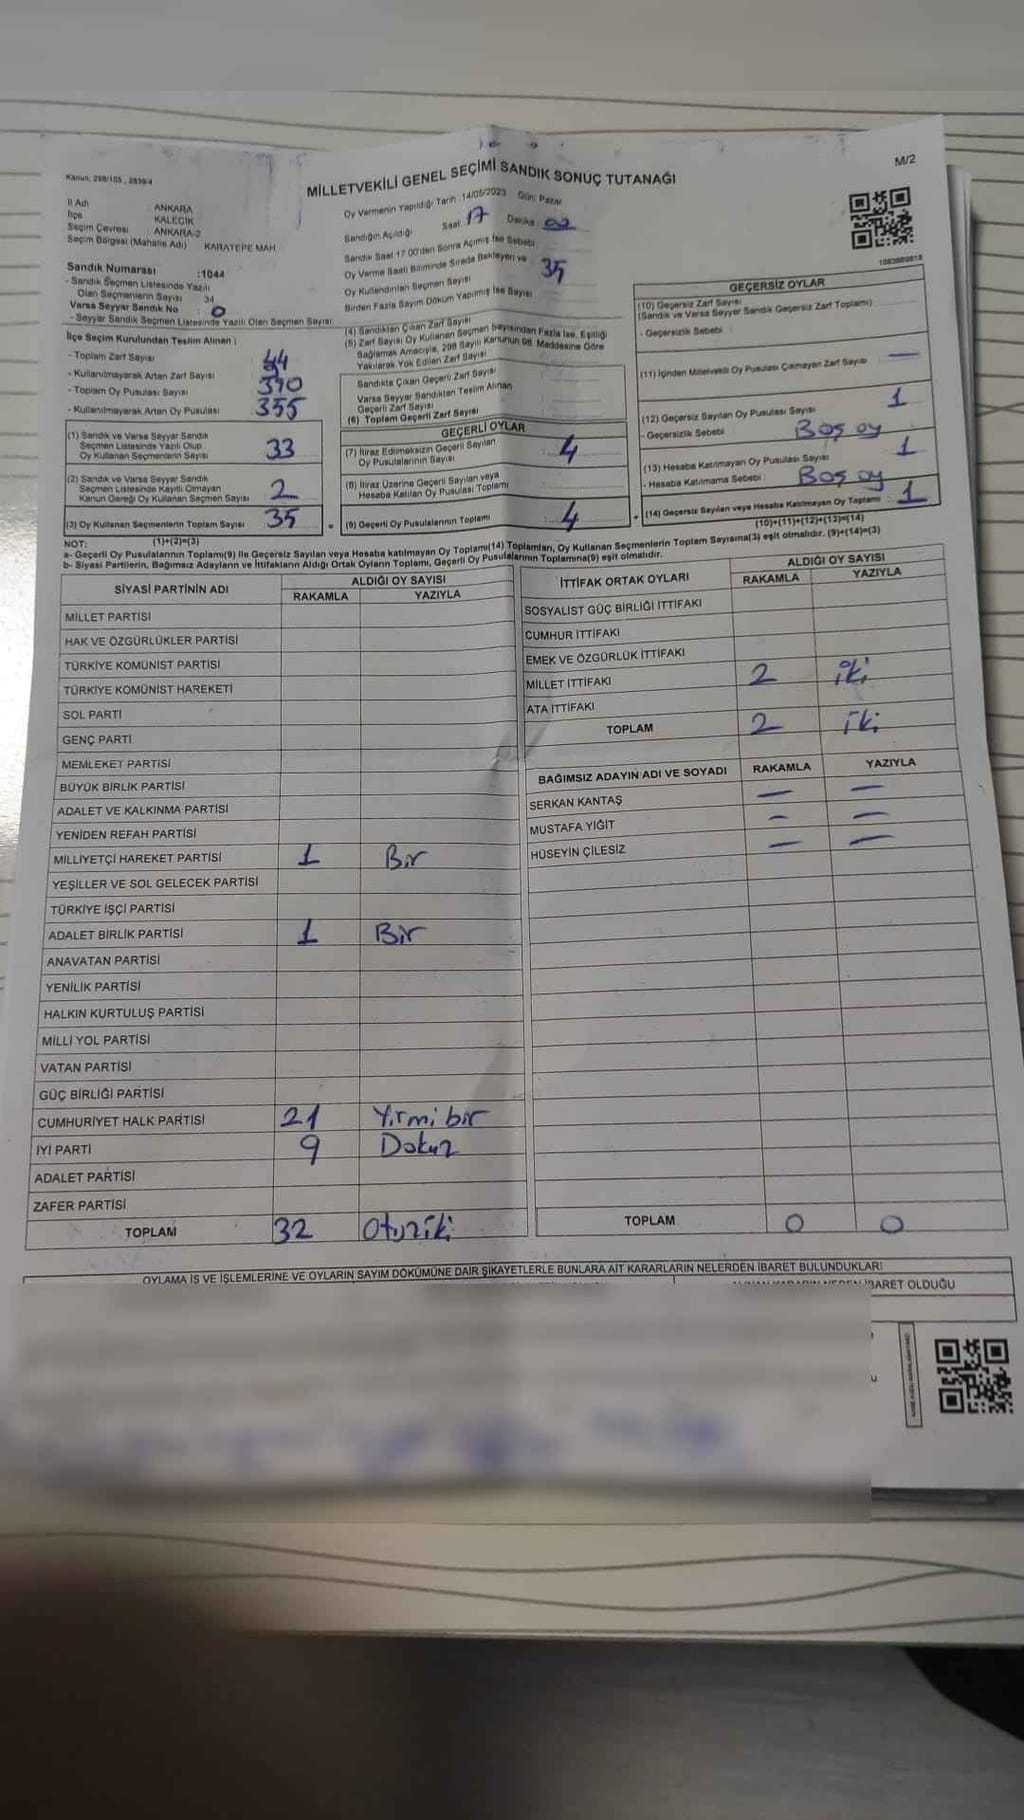 Kanun: 298/105, 2839/4
MİLLETVEKİLİ GENEL SEÇİMİ SANDIK SONUÇ TUTANAĞI
M/2
İl Adı ANKARA
İlçe KALECİK
Seçim Çevresi ANKARA-2
Seçim Bölgesi (Mahalle Adı) KARATEPE MAH
Sandık Numarası :1044
- Sandık Seçmen Listesinde Yazılı
Olan Seçmenlerin Sayısı 34
Varsa Seyyar Sandık No : 0
- Seyyar Sandık Seçmen Listesinde Yazılı Olan Seçmen Sayısı:
Oy Vermenin Yapıldığı Tarih :14/05/2023 Gün: Pazar
Sandığın Açıldığı Saat 17 Dakika
Sandık Saat 17:00'den Sonra Açılmış İse Sebebi
Oy Verme Saati Bitiminde Sırada Bekleyen ve
Oy Kullandırılan Seçmen Sayısı 35
Birden Fazla Sayım Döküm Yapılmış İse Sayısı
İlçe Seçim Kurulundan Teslim Alınan :
- Toplam Zarf Sayısı
- Kullanılmayarak Artan Zarf Sayısı
- Toplam Oy Pusulası Sayısı 390
- Kullanılmayarak Artan Oy Pusulası 355
(1) Sandık ve Varsa Seyyar Sandık
Seçmen Listesinde Yazılı Olup
Oy Kullanan Seçmenlerin Sayısı 33
(2) Sandık ve Varsa Seyyar Sandık
Seçmen Listesinde Kayıtlı Olmayan
Kanun Gereği Oy Kullanan Seçmen Sayısı 2
(3) Oy Kullanan Seçmenlerin Toplam Sayısı 35
(1)+(2)=(3)
(4) Sandıktan Çıkan Zarf Sayısı
(5) Zarf Sayısı Oy Kullanan Seçmen Sayısından Fazla İse, Eşitliği
Sağlamak Amacıyla, 298 Sayılı Kanunun 98. Maddesine Göre
Yakılarak Yok Edilen Zarf Sayısı
Sandıkta Çıkan Geçerli Zarf Sayısı
Varsa Seyyar Sandıktan Teslim Alınan
Geçerli Zarf Sayısı
(6) Toplam Geçerli Zarf Sayısı
GEÇERLİ OYLAR
(7) İtiraz Edilmeksizin Geçerli Sayılan
Oy Pusulalarının Sayısı 4
(8) İtiraz Üzerine Geçerli Sayılan veya
Hesaba Katılan Oy Pusulası Toplamı
= (9) Geçerli Oy Pusulalarının Toplamı 4 +
GEÇERSİZ OYLAR
(10) Geçersiz Zarf Sayısı
(Sandık ve Varsa Seyyar Sandık Geçersiz Zarf Toplamı)
- Geçersizlik Sebebi :
(11) İçinden Milletvekili Oy Pusulası Çıkmayan Zarf Sayısı —
(12) Geçersiz Sayılan Oy Pusulası Sayısı 1
- Geçersizlik Sebebi : Boş oy
(13) Hesaba Katılmayan Oy Pusulası Sayısı 1
- Hesaba Katılmama Sebebi : Boş oy
(14) Geçersiz Sayılan veya Hesaba Katılmayan Oy Toplamı 1
(10)+(11)+(12)+(13)=(14)
NOT:
a- Geçerli Oy Pusulalarının Toplamı(9) İle Geçersiz Sayılan veya Hesaba katılmayan Oy Toplamı(14) Toplamları, Oy Kullanan Seçmenlerin Toplam Sayısına(3) eşit olmalıdır. (9)+(14)=(3)
b- Siyasi Partilerin, Bağımsız Adayların ve İttifakların Aldığı Ortak Oyların Toplamı, Geçerli Oy Pusulalarının Toplamına(9) eşit olmalıdır.
SİYASİ PARTİNİN ADI ALDIĞI OY SAYISI
RAKAMLA YAZIYLA
MİLLET PARTİSİ
HAK VE ÖZGÜRLÜKLER PARTİSİ
TÜRKİYE KOMÜNİST PARTİSİ
TÜRKİYE KOMÜNİST HAREKETİ
SOL PARTİ
GENÇ PARTİ
MEMLEKET PARTİSİ
BÜYÜK BİRLİK PARTİSİ
ADALET VE KALKINMA PARTİSİ
YENİDEN REFAH PARTİSİ
MİLLİYETÇİ HAREKET PARTİSİ 1 Bir
YEŞİLLER VE SOL GELECEK PARTİSİ
TÜRKİYE İŞÇİ PARTİSİ
ADALET BİRLİK PARTİSİ 1 Bir
ANAVATAN PARTİSİ
YENİLİK PARTİSİ
HALKIN KURTULUŞ PARTİSİ
MİLLİ YOL PARTİSİ
VATAN PARTİSİ
GÜÇ BİRLİĞİ PARTİSİ
CUMHURİYET HALK PARTİSİ 21 Yirmi bir
İYİ PARTİ 9 Dokuz
ADALET PARTİSİ
ZAFER PARTİSİ
TOPLAM 32 Otuziki
İTTİFAK ORTAK OYLARI ALDIĞI OY SAYISI
RAKAMLA YAZIYLA
SOSYALİST GÜÇ BİRLİĞİ İTTİFAKI
CUMHUR İTTİFAKI
EMEK VE ÖZGÜRLÜK İTTİFAKI
MİLLET İTTİFAKI 2 iki
ATA İTTİFAKI
TOPLAM 2 iki
BAĞIMSIZ ADAYIN ADI VE SOYADI RAKAMLA YAZIYLA
SERKAN KANTAŞ — —
MUSTAFA YİĞİT — —
HÜSEYİN ÇİLESİZ — —
TOPLAM 0 0
OYLAMA İŞ VE İŞLEMLERİNE VE OYLARIN SAYIM DÖKÜMÜNE DAİR ŞİKAYETLERLE BUNLARA AİT KARARLARIN NELERDEN İBARET BULUNDUKLARI
İBARET OLDUĞU